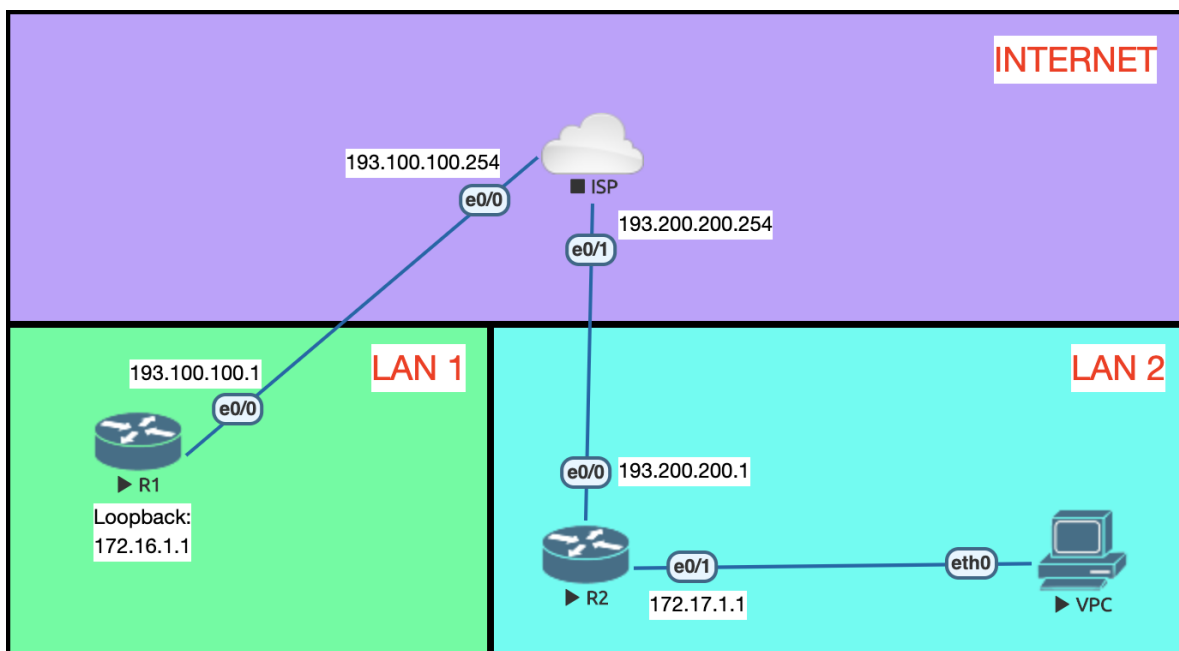 INTERNET
193.100.100.254
ISP
e0/0
193.200.200.254
e0/1
LAN 1
LAN 2
193.100.100.1
e0/0
R1
Loopback:
172.16.1.1
e0/0
193.200.200.1
R2
e0/1
172.17.1.1
eth0
VPC